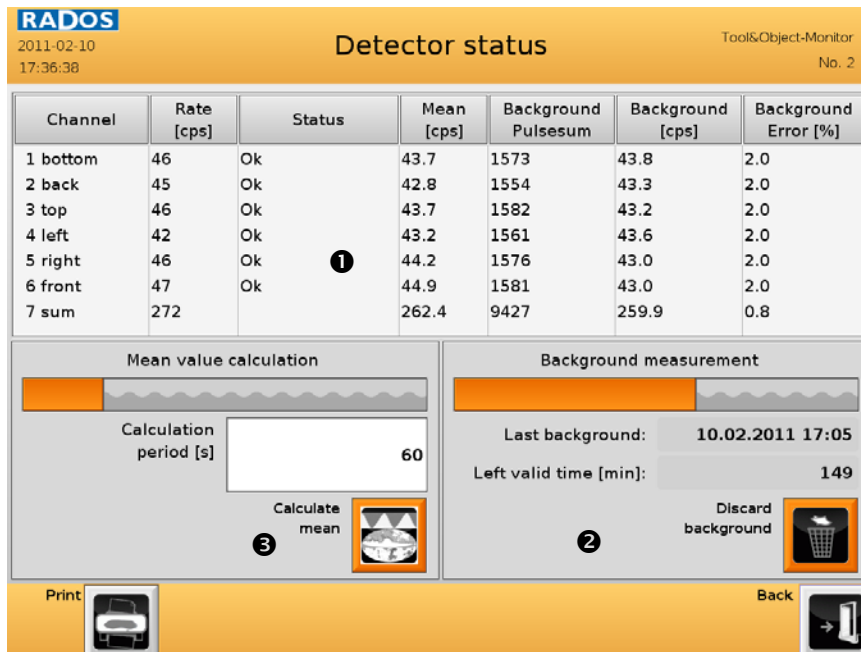 RADOS
2011-02-10
17:36:38
Detector status
Tool&Object-Monitor
No. 2
Channel Rate [cps] Status Mean [cps] Background Pulsesum Background [cps] Background Error [%]
1 bottom 46 Ok 43.7 1573 43.8 2.0
2 back 45 Ok 42.8 1554 43.3 2.0
3 top 46 Ok 43.7 1582 43.2 2.0
4 left 42 Ok 43.2 1561 43.6 2.0
5 right 46 Ok 44.2 1576 43.0 2.0
6 front 47 Ok 44.9 1581 43.0 2.0
7 sum 272 262.4 9427 259.9 0.8
❶
Mean value calculation
Calculation
period [s]
60
Calculate
mean
❸
Background measurement
Last background: 10.02.2011 17:05
Left valid time [min]: 149
Discard
background
❷
Print
Back